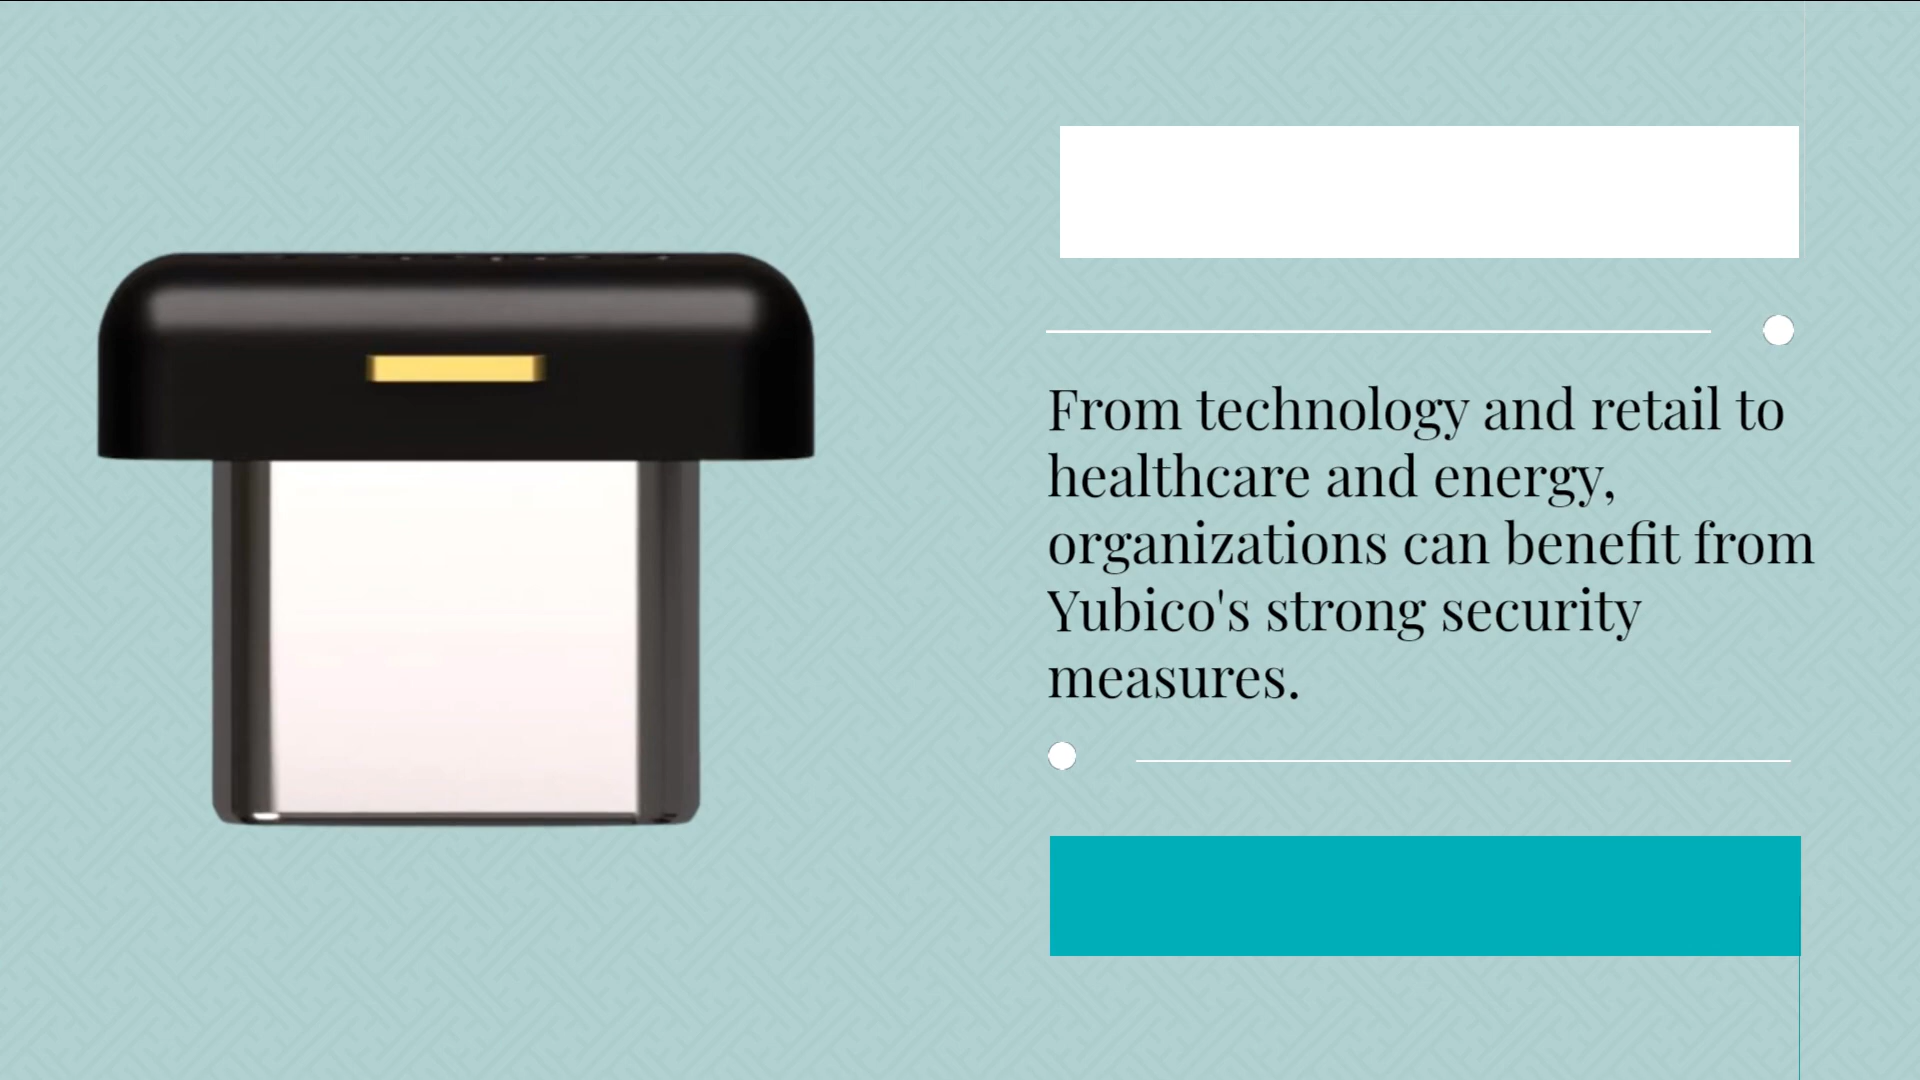 From technology and retail to
healthcare and energy,
organizations can benefit from
Yubico's strong security
measures.